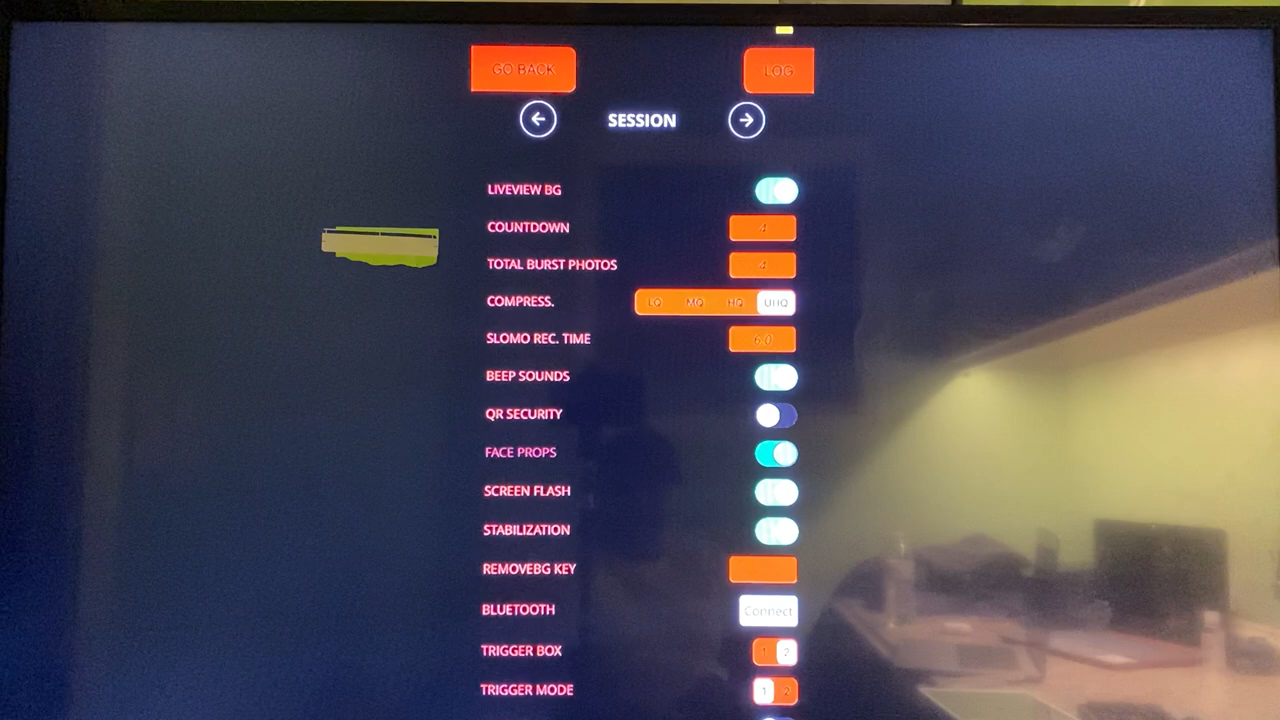 GO BACK LOG
SESSION
LIVEVIEW BG
COUNTDOWN 4
TOTAL BURST PHOTOS 4
COMPRESS. LQ MQ HQ UHQ
SLOMO REC. TIME 6.0
BEEP SOUNDS
QR SECURITY
FACE PROPS
SCREEN FLASH
STABILIZATION
REMOVEBG KEY
BLUETOOTH Connect
TRIGGER BOX 1 2
TRIGGER MODE 1 2